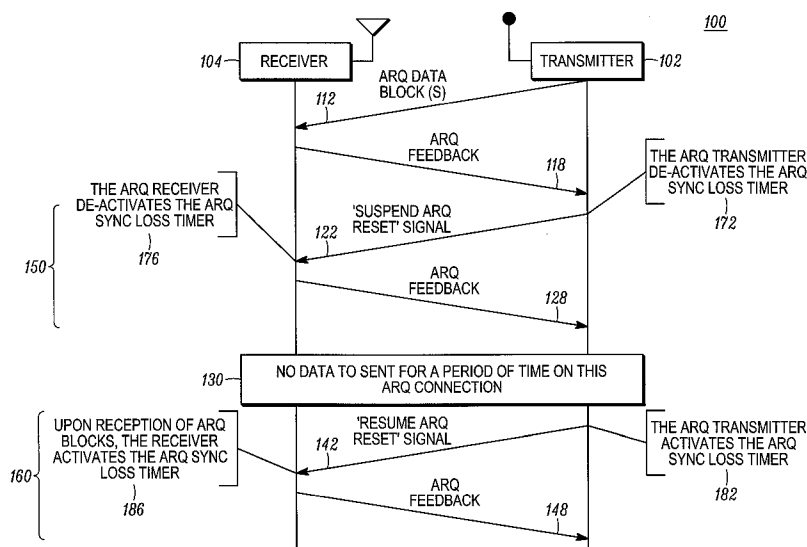 100
104
RECEIVER
TRANSMITTER
102
ARQ DATA
BLOCK (S)
112
ARQ
FEEDBACK
118
THE ARQ TRANSMITTER
DE-ACTIVATES THE ARQ
SYNC LOSS TIMER
172
THE ARQ RECEIVER
DE-ACTIVATES THE ARQ
SYNC LOSS TIMER
176
'SUSPEND ARQ
RESET' SIGNAL
122
150
ARQ
FEEDBACK
128
130
NO DATA TO SENT FOR A PERIOD OF TIME ON THIS
ARQ CONNECTION
160
UPON RECEPTION OF ARQ
BLOCKS, THE RECEIVER
ACTIVATES THE ARQ SYNC
LOSS TIMER
186
'RESUME ARQ
RESET' SIGNAL
142
THE ARQ TRANSMITTER
ACTIVATES THE ARQ
SYNC LOSS TIMER
182
ARQ
FEEDBACK
148